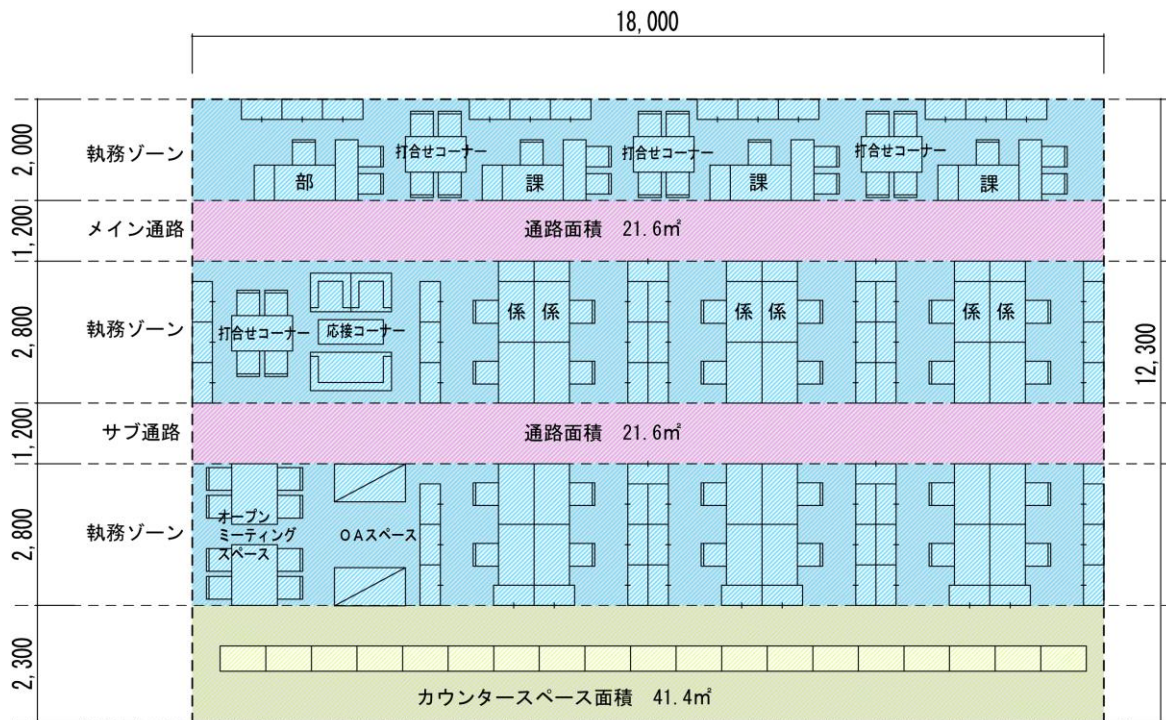 18,000
2,000
執務ゾーン
打合せコーナー
打合せコーナー
打合せコーナー
部
課
課
課
1,200
メイン通路
通路面積 21.6㎡
2,800
執務ゾーン
打合せコーナー
応接コーナー
係 係
係 係
係 係
12,300
1,200
サブ通路
通路面積 21.6㎡
2,800
執務ゾーン
オープン
ミーティング
スペース
OAスペース
2,300
カウンタースペース面積 41.4㎡